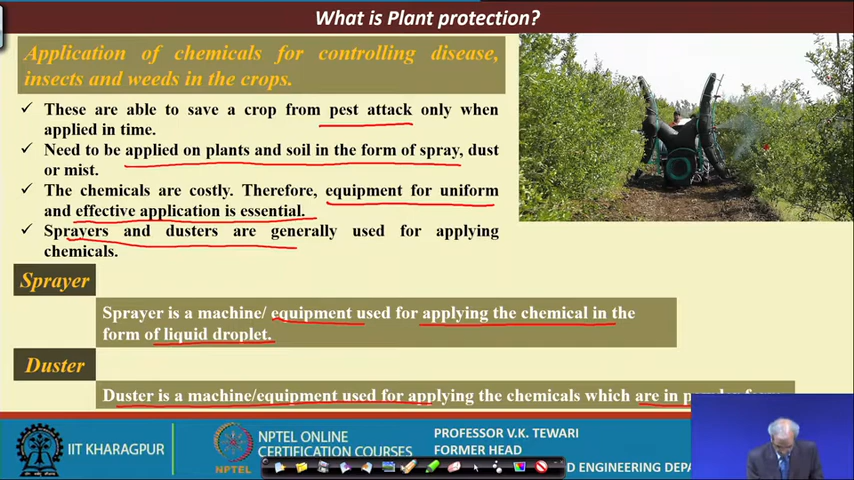 What is Plant protection?
Application of chemicals for controlling disease,
insects and weeds in the crops.
✓ These are able to save a crop from pest attack only when
applied in time.
✓ Need to be applied on plants and soil in the form of spray, dust
or mist.
✓ The chemicals are costly. Therefore, equipment for uniform
and effective application is essential.
✓ Sprayers and dusters are generally used for applying
chemicals.
Sprayer
Sprayer is a machine/ equipment used for applying the chemical in the
form of liquid droplet.
Duster
Duster is a machine/equipment used for applying the chemicals which are in
IIT KHARAGPUR
NPTEL
NPTEL ONLINE
CERTIFICATION COURSES
PROFESSOR V.K. TEWARI
FORMER HEAD
D ENGINEERING DEPA